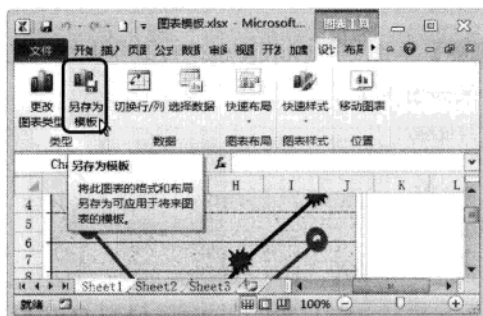 图表模板.xlsx - Microsoft... 图表工具
文件 开始 插入 页面 公式 数据 审阅 视图 开发 加载 设计 布局
更改图表类型 另存为模板 切换行/列 选择数据 快速布局 快速样式 移动图表
类型 数据 图表布局 图表样式 位置
Cha fx
另存为模板
将此图表的格式和布局
另存为可应用于将来图
表的模板。
H I J K L
4
5
6
7
8
Sheet1 Sheet2 Sheet3
就绪 100%